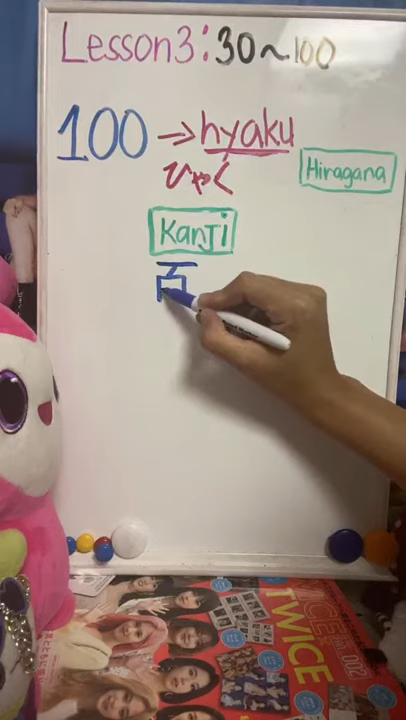 Lesson3:30~100
100→hyaku
ひゃく
Hiragana
Kanji
百
TWICE